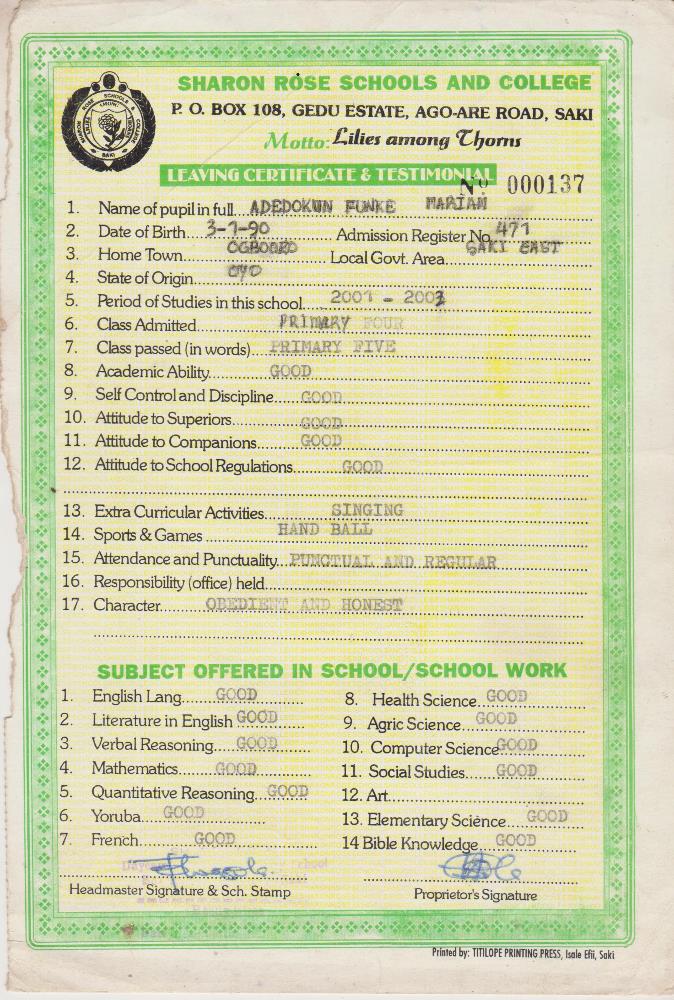 SHARON ROSE SCHOOLS AND COLLEGE
P. O. BOX 108, GEDU ESTATE, AGO-ARE ROAD, SAKI
Motto: Lilies among Thorns
LEAVING CERTIFICATE & TESTIMONIAL
Nº 000137
1. Name of pupil in full...ADEDOKUN FUNKE MARIAM
2. Date of Birth...3-7-90 Admission Register No. 471
3. Home Town... Local Govt. Area...SAKI EAST
4. State of Origin...OYO
5. Period of Studies in this school...2001 - 2003
6. Class Admitted...PRIMARY FOUR
7. Class passed (in words)...PRIMARY FIVE
8. Academic Ability...GOOD
9. Self Control and Discipline...GOOD
10. Attitude to Superiors...GOOD
11. Attitude to Companions...GOOD
12. Attitude to School Regulations...GOOD
13. Extra Curricular Activities...SINGING
14. Sports & Games...HAND BALL
15. Attendance and Punctuality...PUNCTUAL AND REGULAR
16. Responsibility (office) held...
17. Character...OBEDIENT AND HONEST
SUBJECT OFFERED IN SCHOOL/SCHOOL WORK
1. English Lang...GOOD
2. Literature in English GOOD
3. Verbal Reasoning...GOOD
4. Mathematics...GOOD
5. Quantitative Reasoning...GOOD
6. Yoruba...GOOD
7. French...GOOD
8. Health Science...GOOD
9. Agric Science...GOOD
10. Computer Science GOOD
11. Social Studies...GOOD
12. Art...
13. Elementary Science...GOOD
14 Bible Knowledge...GOOD
Headmaster Signature & Sch. Stamp
Proprietor's Signature
Printed by: TITILOPE PRINTING PRESS, Isale Efii, Saki